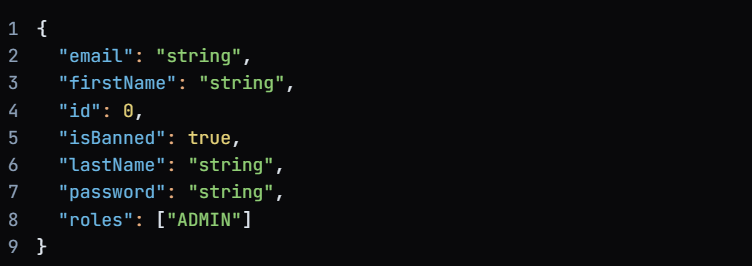 1 {
2   "email": "string",
3   "firstName": "string",
4   "id": 0,
5   "isBanned": true,
6   "lastName": "string",
7   "password": "string",
8   "roles": ["ADMIN"]
9 }